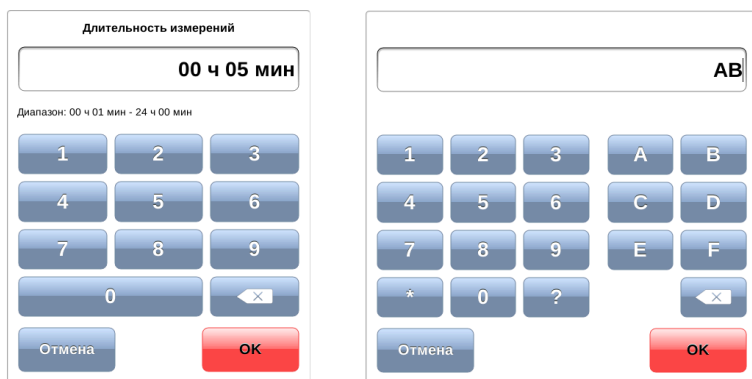 Длительность измерений
00 ч 05 мин
Диапазон: 00 ч 01 мин - 24 ч 00 мин
1 2 3
4 5 6
7 8 9
0
Отмена OK
AB
1 2 3 A B
4 5 6 C D
7 8 9 E F
* 0 ?
Отмена OK